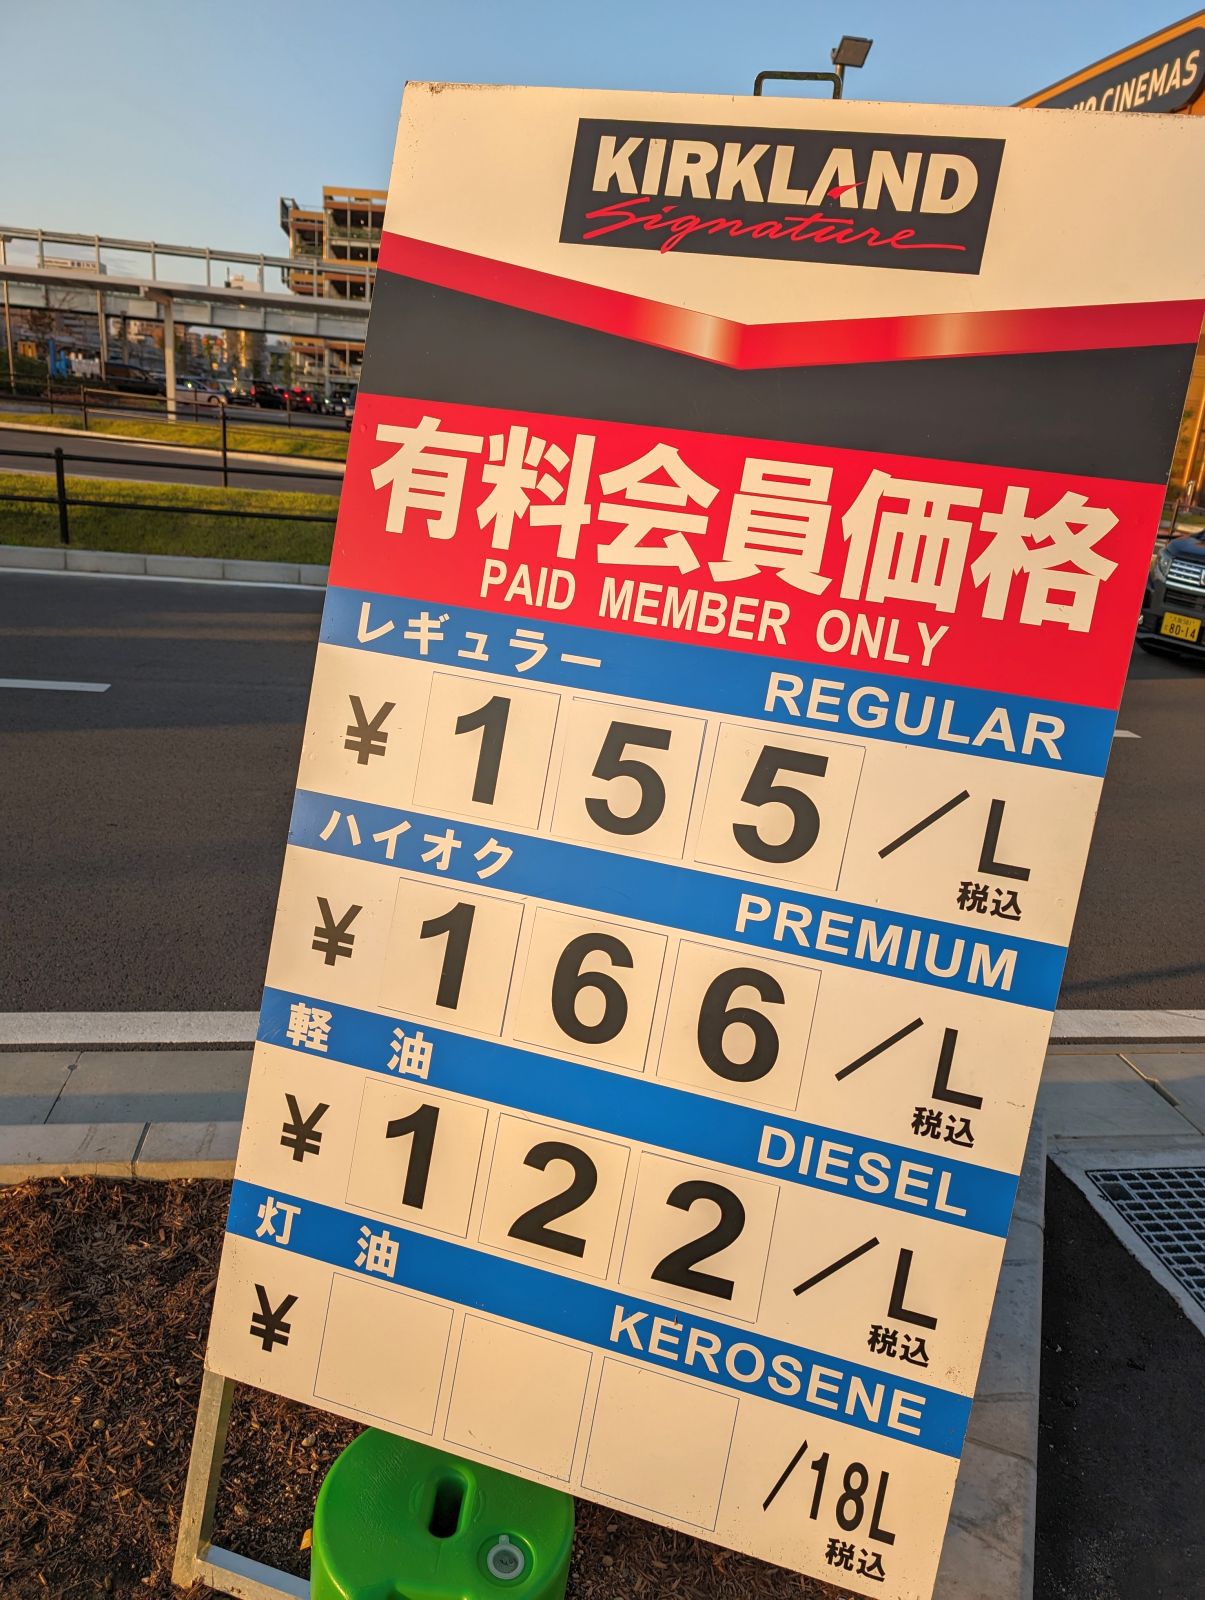 CINEMAS
KIRKLAND
Signature
有料会員価格
PAID MEMBER ONLY
レギュラー REGULAR
¥155/L
税込
ハイオク PREMIUM
¥166/L
税込
軽油 DIESEL
¥122/L
税込
灯油 KEROSENE
¥ /18L
税込
80-14